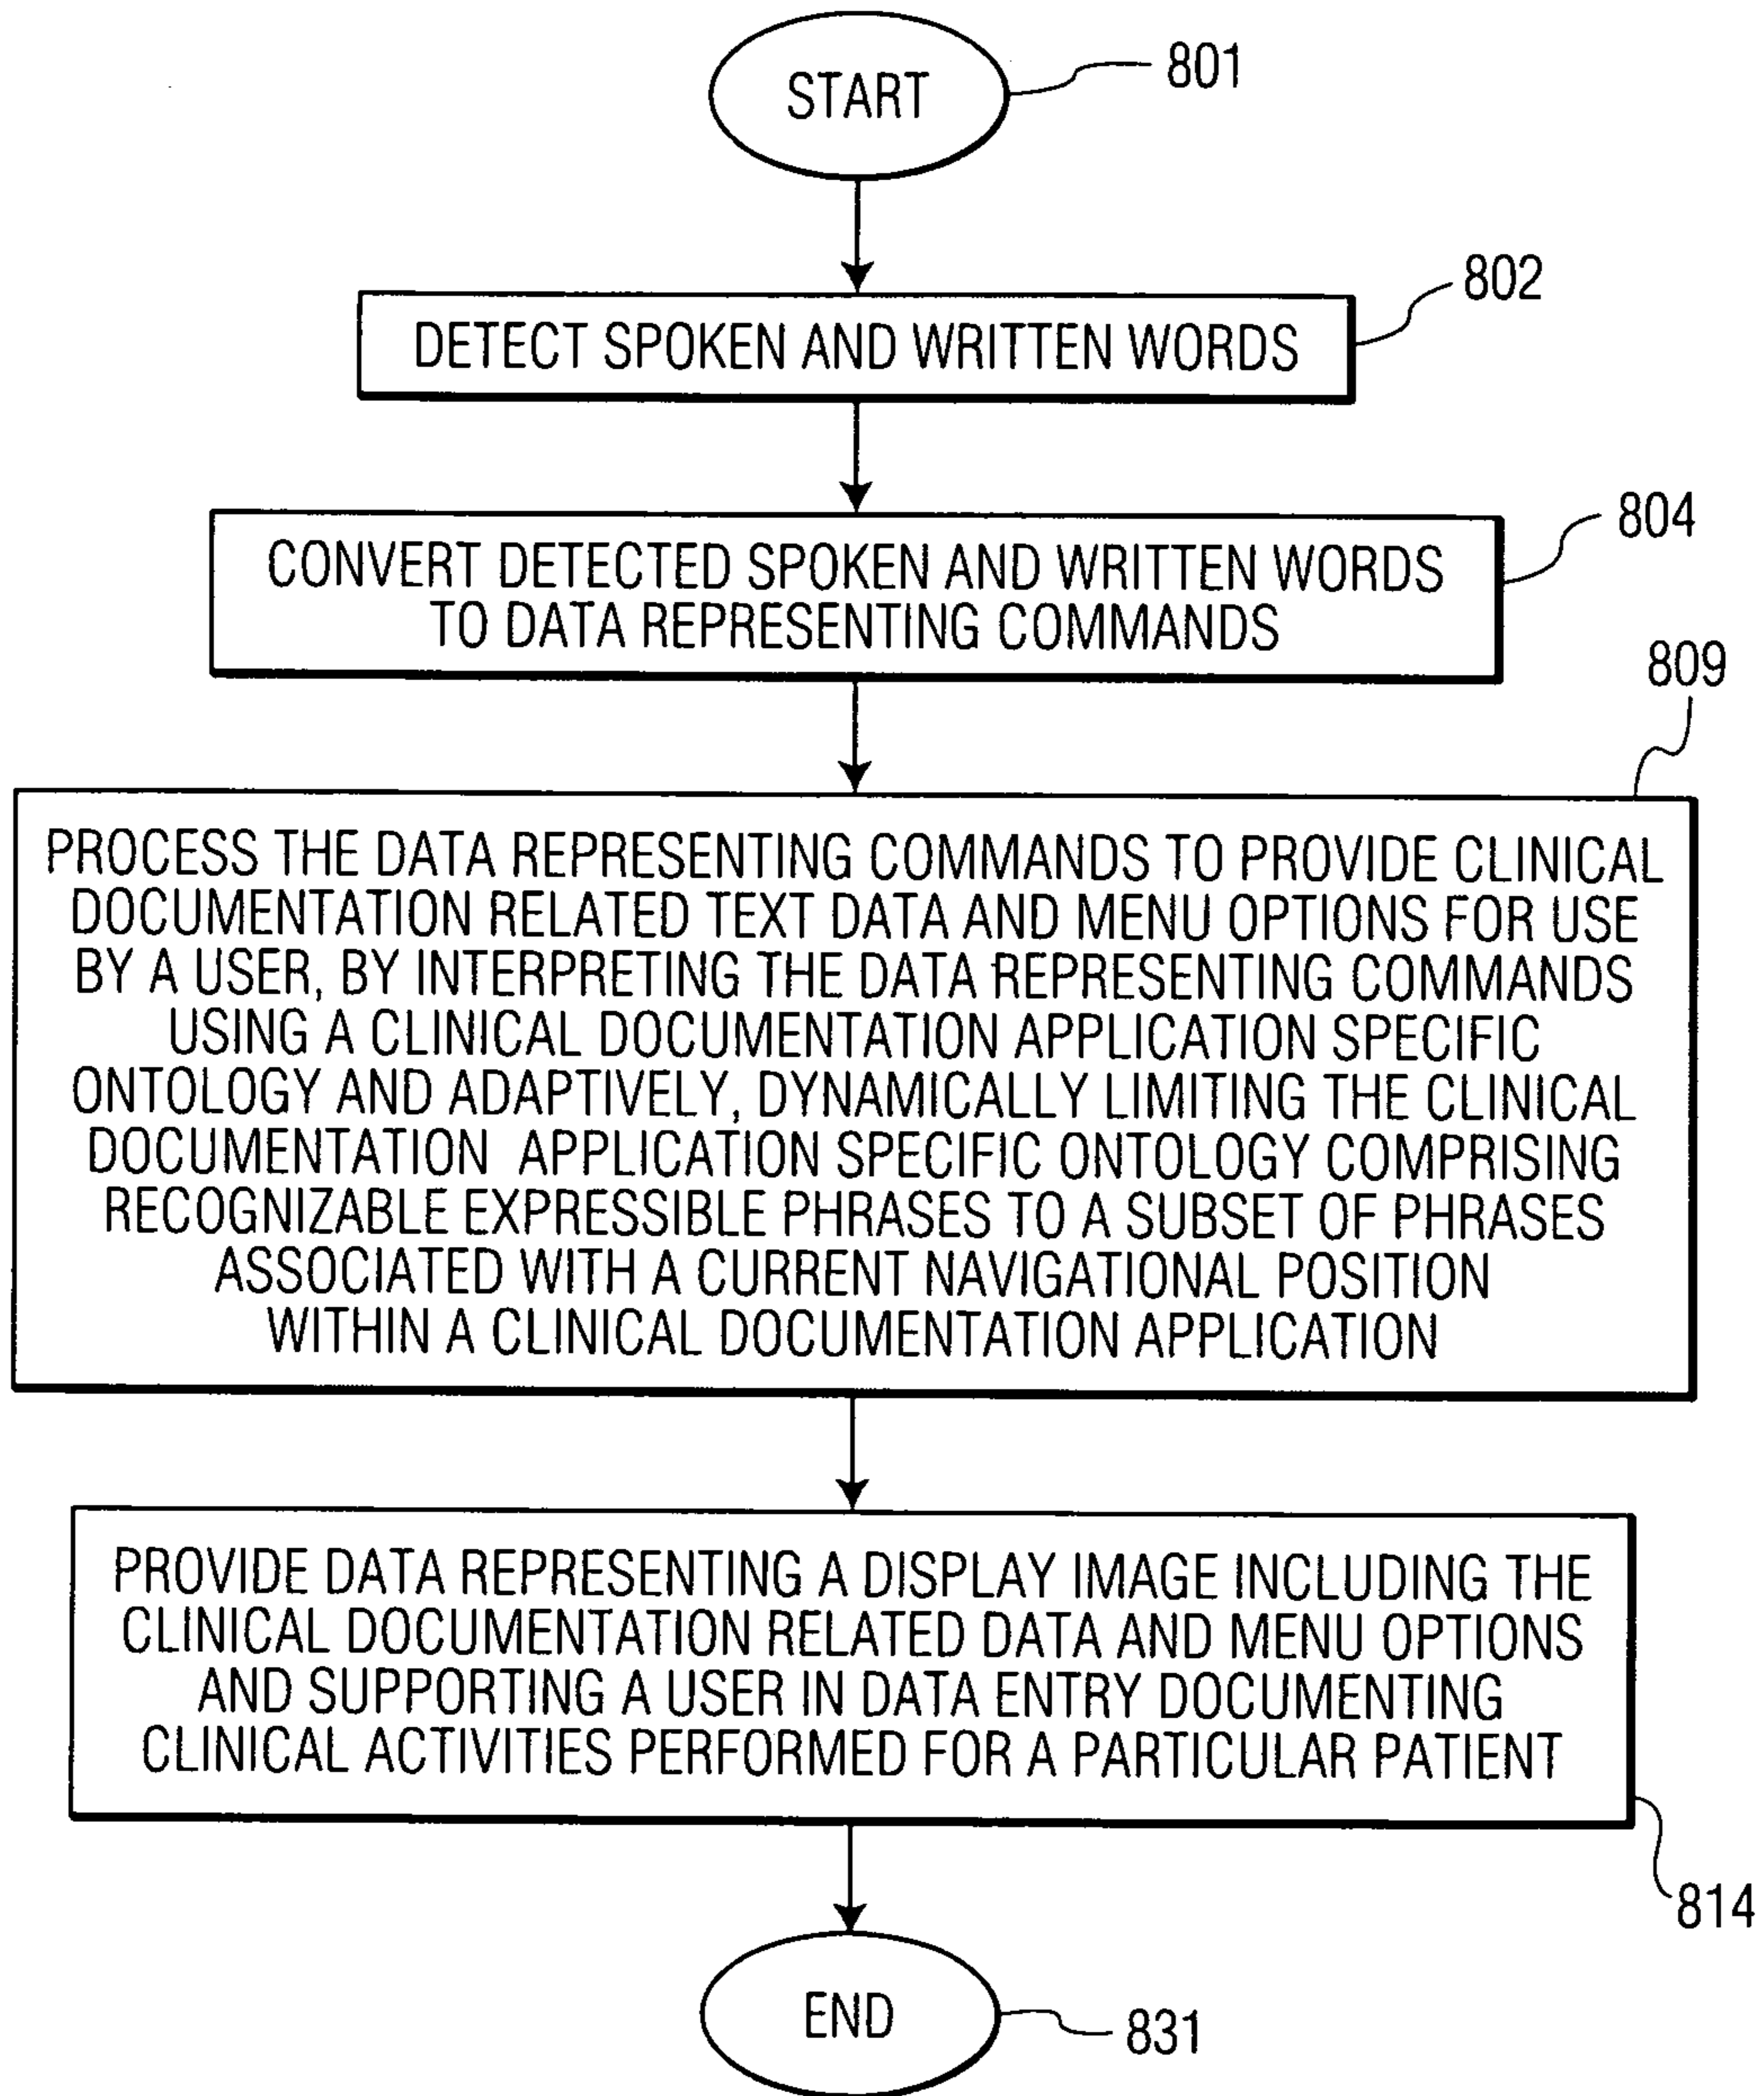 START
801
DETECT SPOKEN AND WRITTEN WORDS
802
CONVERT DETECTED SPOKEN AND WRITTEN WORDS
TO DATA REPRESENTING COMMANDS
804
809
PROCESS THE DATA REPRESENTING COMMANDS TO PROVIDE CLINICAL
DOCUMENTATION RELATED TEXT DATA AND MENU OPTIONS FOR USE
BY A USER, BY INTERPRETING THE DATA REPRESENTING COMMANDS
USING A CLINICAL DOCUMENTATION APPLICATION SPECIFIC
ONTOLOGY AND ADAPTIVELY, DYNAMICALLY LIMITING THE CLINICAL
DOCUMENTATION APPLICATION SPECIFIC ONTOLOGY COMPRISING
RECOGNIZABLE EXPRESSIBLE PHRASES TO A SUBSET OF PHRASES
ASSOCIATED WITH A CURRENT NAVIGATIONAL POSITION
WITHIN A CLINICAL DOCUMENTATION APPLICATION
PROVIDE DATA REPRESENTING A DISPLAY IMAGE INCLUDING THE
CLINICAL DOCUMENTATION RELATED DATA AND MENU OPTIONS
AND SUPPORTING A USER IN DATA ENTRY DOCUMENTING
CLINICAL ACTIVITIES PERFORMED FOR A PARTICULAR PATIENT
814
END
831